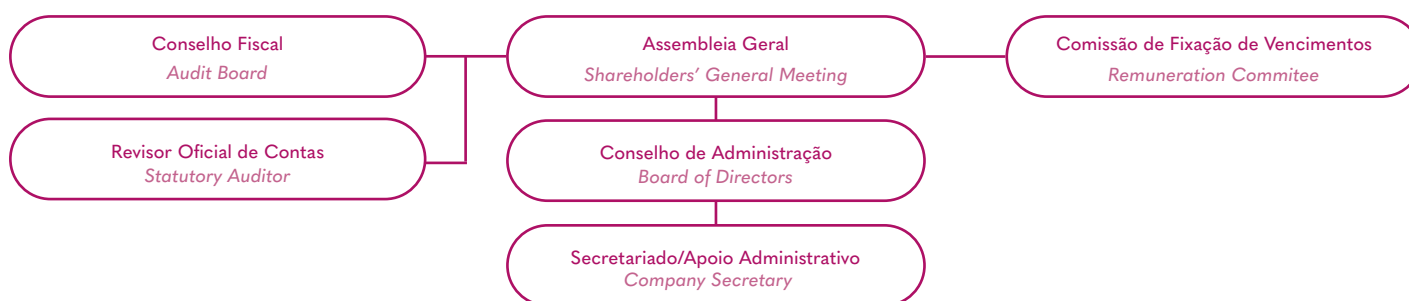 Conselho Fiscal
Audit Board
Assembleia Geral
Shareholders' General Meeting
Comissão de Fixação de Vencimentos
Remuneration Commitee
Revisor Oficial de Contas
Statutory Auditor
Conselho de Administração
Board of Directors
Secretariado/Apoio Administrativo
Company Secretary